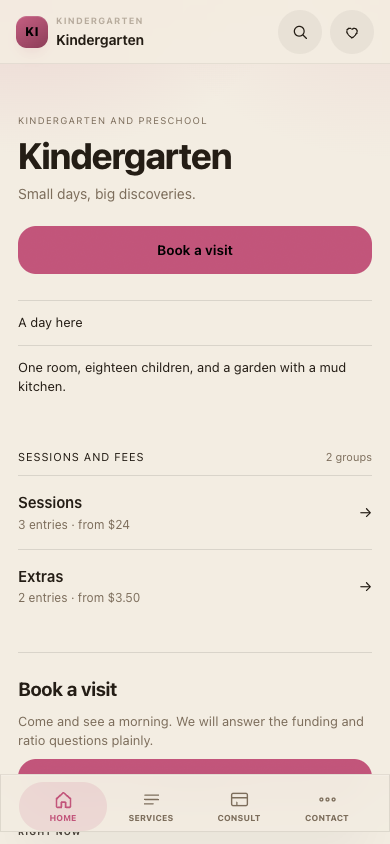 KI
KINDERGARTEN
Kindergarten
KINDERGARTEN AND PRESCHOOL
Kindergarten
Small days, big discoveries.
Book a visit
A day here
One room, eighteen children, and a garden with a mud
kitchen.
SESSIONS AND FEES
2 groups
Sessions
3 entries · from $24
Extras
2 entries · from $3.50
Book a visit
Come and see a morning. We will answer the funding and
ratio questions plainly.
HOME
SERVICES
CONSULT
CONTACT
RIGHT NOW